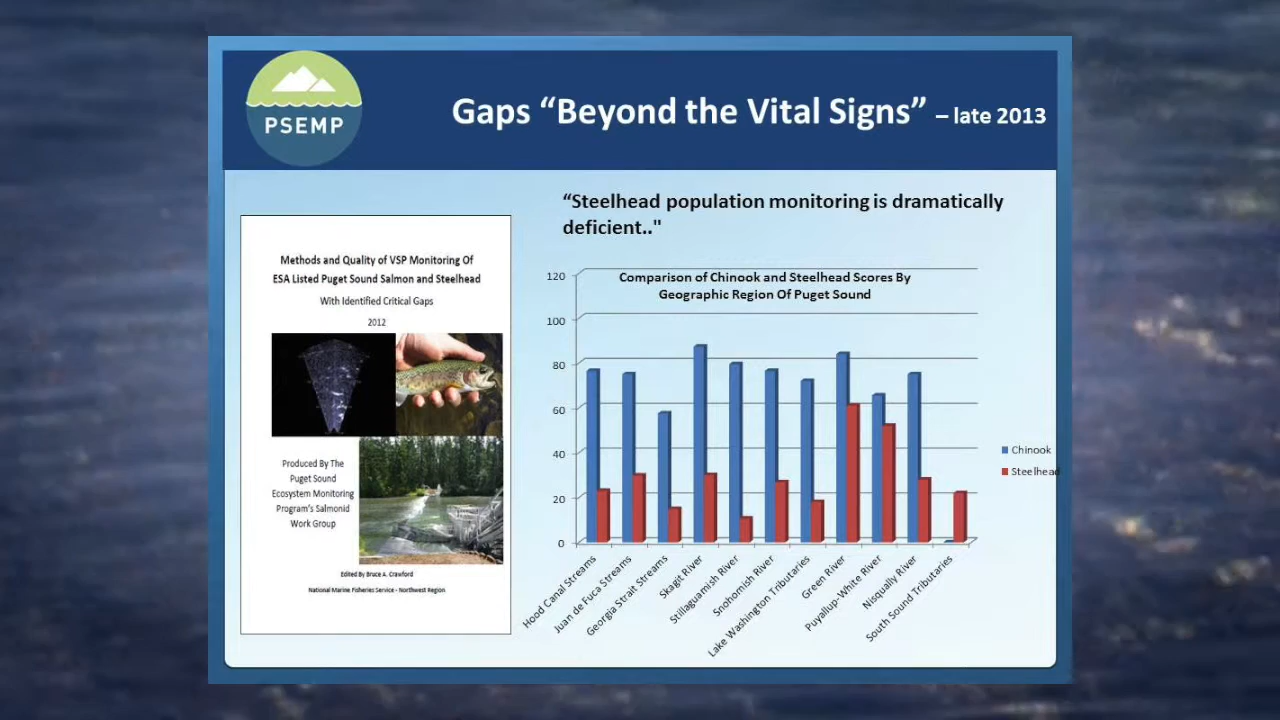 PSEMP
Gaps “Beyond the Vital Signs” – late 2013
“Steelhead population monitoring is dramatically
deficient.."
Methods and Quality of VSP Monitoring Of
ESA Listed Puget Sound Salmon and Steelhead
With Identified Critical Gaps
2012
Produced By The
Puget Sound
Ecosystem Monitoring
Program's Salmonid
Work Group
Edited By Bruce A. Crawford
National Marine Fisheries Service - Northwest Region
Comparison of Chinook and Steelhead Scores By
Geographic Region Of Puget Sound
120
100
80
60
40
20
0
Chinook
Steelhead
Hood Canal Streams
Juan de Fuca Streams
Georgia Strait Streams
Skagit River
Stillaguamish River
Snohomish River
Lake Washington Tributaries
Green River
Puyallup-White River
Nisqually River
South Sound Tributaries